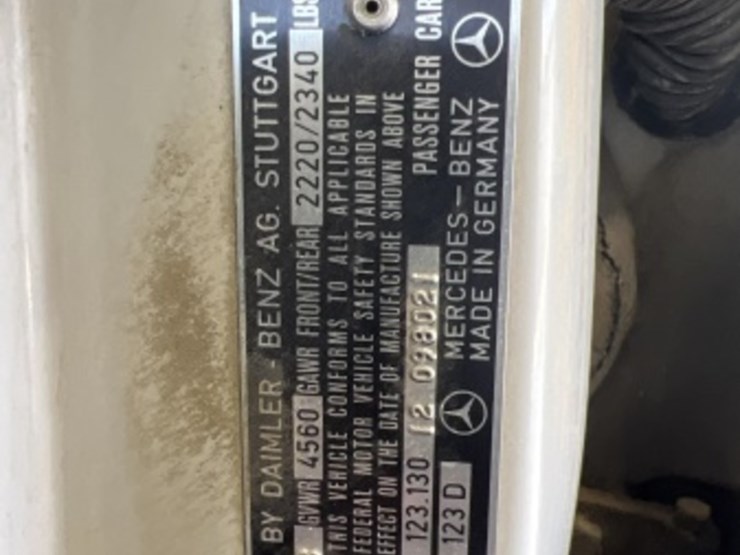 BY DAIMLER - BENZ AG. STUTTGART
GVWR 4560 GAWR FRONT/REAR 2220/2340 LBS
THIS VEHICLE CONFORMS TO ALL APPLICABLE
FEDERAL MOTOR VEHICLE SAFETY STANDARDS IN
EFFECT ON THE DATE OF MANUFACTURE SHOWN ABOVE
123.130 12 098021 PASSENGER CAR
123 D MERCEDES-BENZ
MADE IN GERMANY